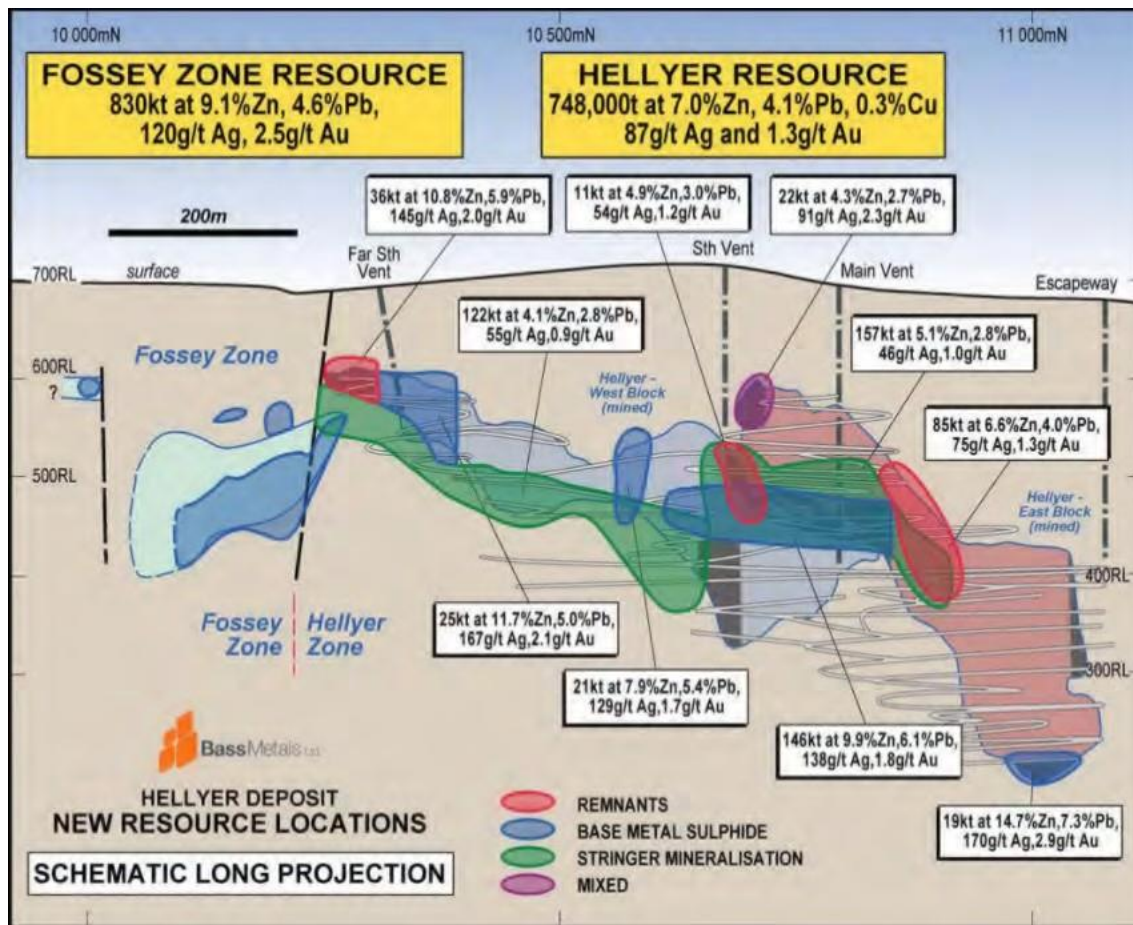 10 000mN
10 500mN
11 000mN
FOSSEY ZONE RESOURCE
830kt at 9.1%Zn, 4.6%Pb,
120g/t Ag, 2.5g/t Au
HELLYER RESOURCE
748,000t at 7.0%Zn, 4.1%Pb, 0.3%Cu
87g/t Ag and 1.3g/t Au
36kt at 10.8%Zn,5.9%Pb,
145g/t Ag,2.0g/t Au
11kt at 4.9%Zn,3.0%Pb,
54g/t Ag,1.2g/t Au
22kt at 4.3%Zn,2.7%Pb,
91g/t Ag,2.3g/t Au
200m
Far Sth
Vent
Sth Vent
Main Vent
Escapeway
700RL
surface
122kt at 4.1%Zn,2.8%Pb,
55g/t Ag,0.9g/t Au
157kt at 5.1%Zn,2.8%Pb,
46g/t Ag,1.0g/t Au
Fossey Zone
600RL
?
Hellyer -
West Block
(mined)
85kt at 6.6%Zn,4.0%Pb,
75g/t Ag,1.3g/t Au
500RL
Hellyer -
East Block
(mined)
400RL
Fossey
Zone
Hellyer
Zone
25kt at 11.7%Zn,5.0%Pb,
167g/t Ag,2.1g/t Au
300RL
21kt at 7.9%Zn,5.4%Pb,
129g/t Ag,1.7g/t Au
146kt at 9.9%Zn,6.1%Pb,
138g/t Ag,1.8g/t Au
19kt at 14.7%Zn,7.3%Pb,
170g/t Ag,2.9g/t Au
BassMetals Ltd
HELLYER DEPOSIT
NEW RESOURCE LOCATIONS
SCHEMATIC LONG PROJECTION
REMNANTS
BASE METAL SULPHIDE
STRINGER MINERALISATION
MIXED